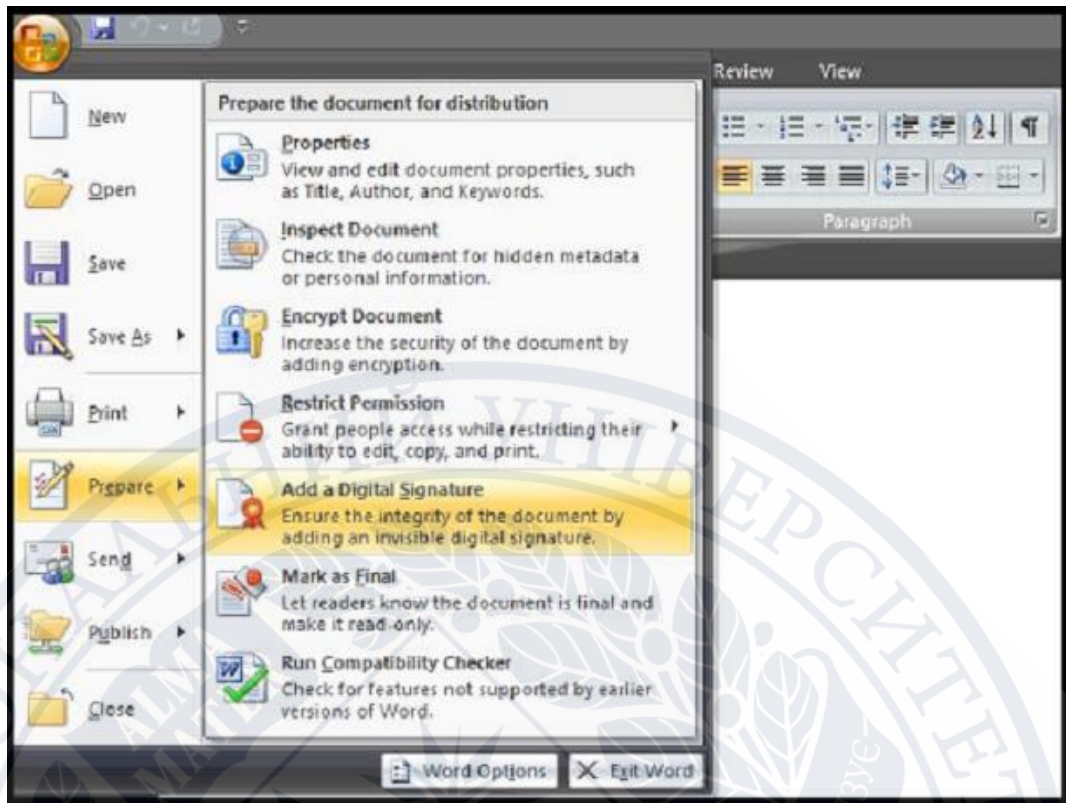 Review View
New
Open
Save
Save As
Print
Prepare
Send
Publish
Close
Prepare the document for distribution
Properties
View and edit document properties, such
as Title, Author, and Keywords.
Inspect Document
Check the document for hidden metadata
or personal information.
Encrypt Document
Increase the security of the document by
adding encryption.
Restrict Permission
Grant people access while restricting their
ability to edit, copy, and print.
Add a Digital Signature
Ensure the integrity of the document by
adding an invisible digital signature.
Mark as Final
Let readers know the document is final and
make it read-only.
Run Compatibility Checker
Check for features not supported by earlier
versions of Word.
Paragraph
Word Options
Exit Word
ALMA